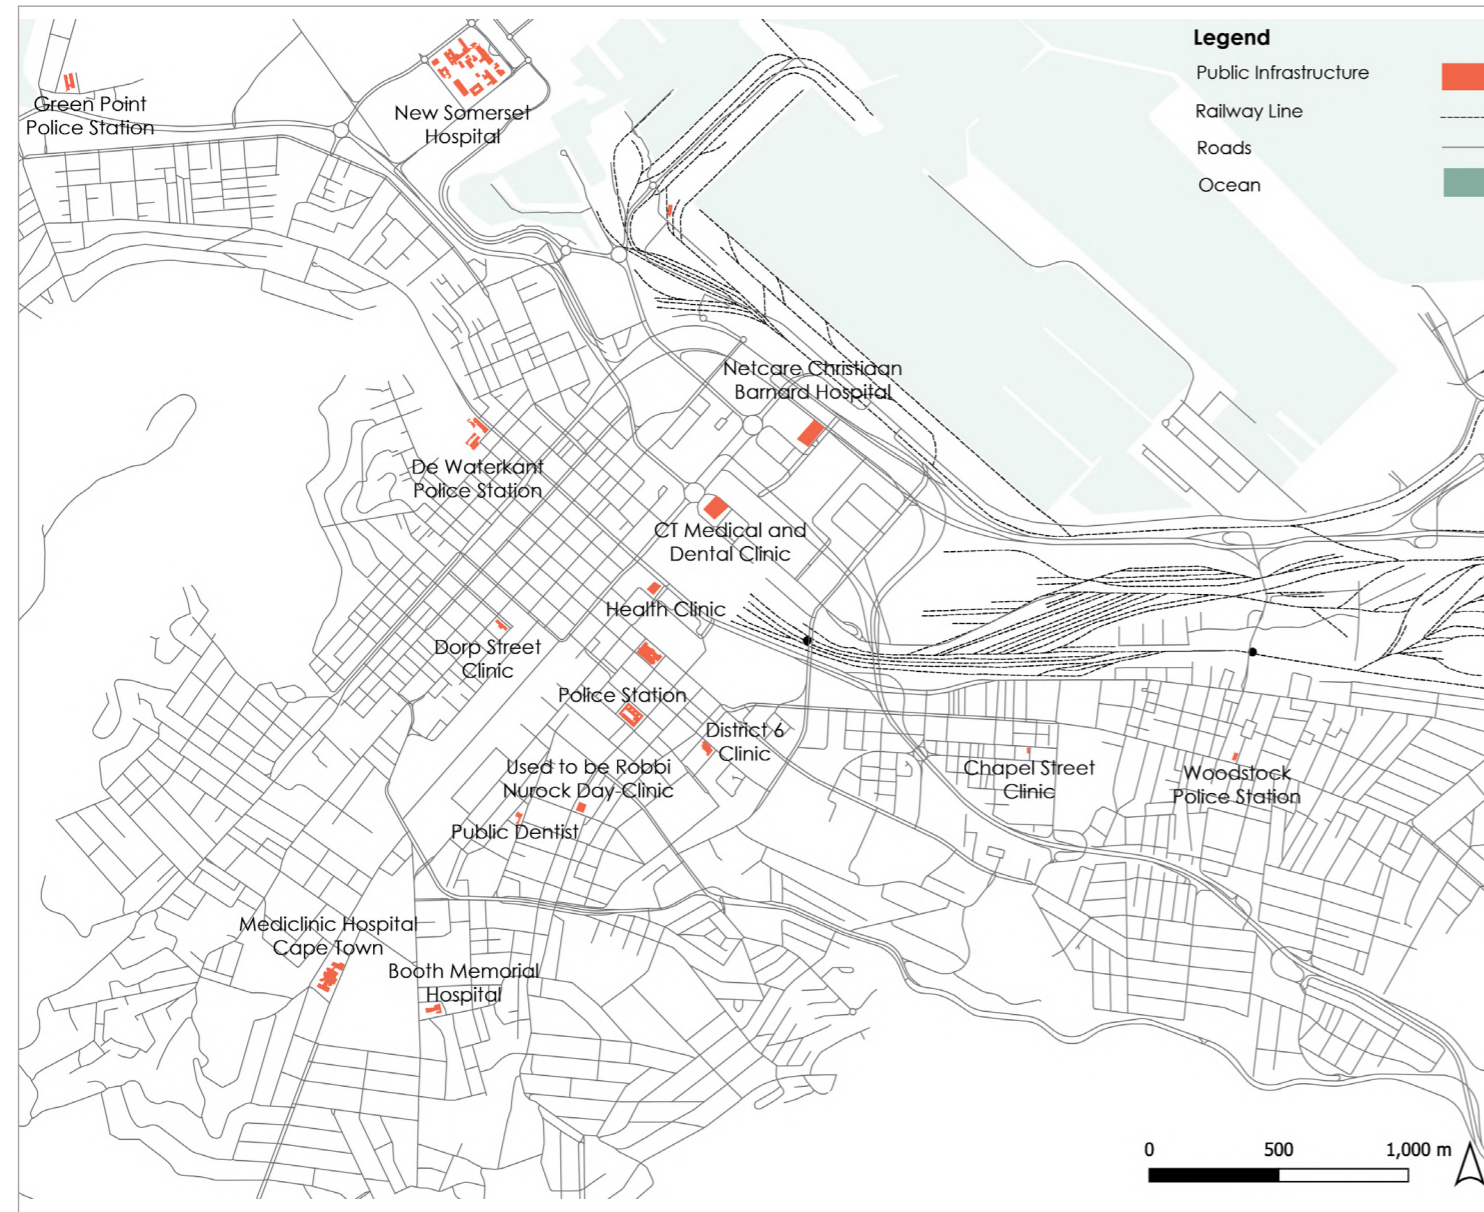 Legend
Public Infrastructure
Railway Line
Roads
Ocean
Green Point
Police Station
New Somerset
Hospital
Netcare Christiaan
Barnard Hospital
De Waterkant
Police Station
CT Medical and
Dental Clinic
Health Clinic
Dorp Street
Clinic
Police Station
District 6
Clinic
Used to be Robbi
Nurock Day Clinic
Public Dentist
Chapel Street
Clinic
Woodstock
Police Station
Mediclinic Hospital
Cape Town
Booth Memorial
Hospital
0 500 1,000 m